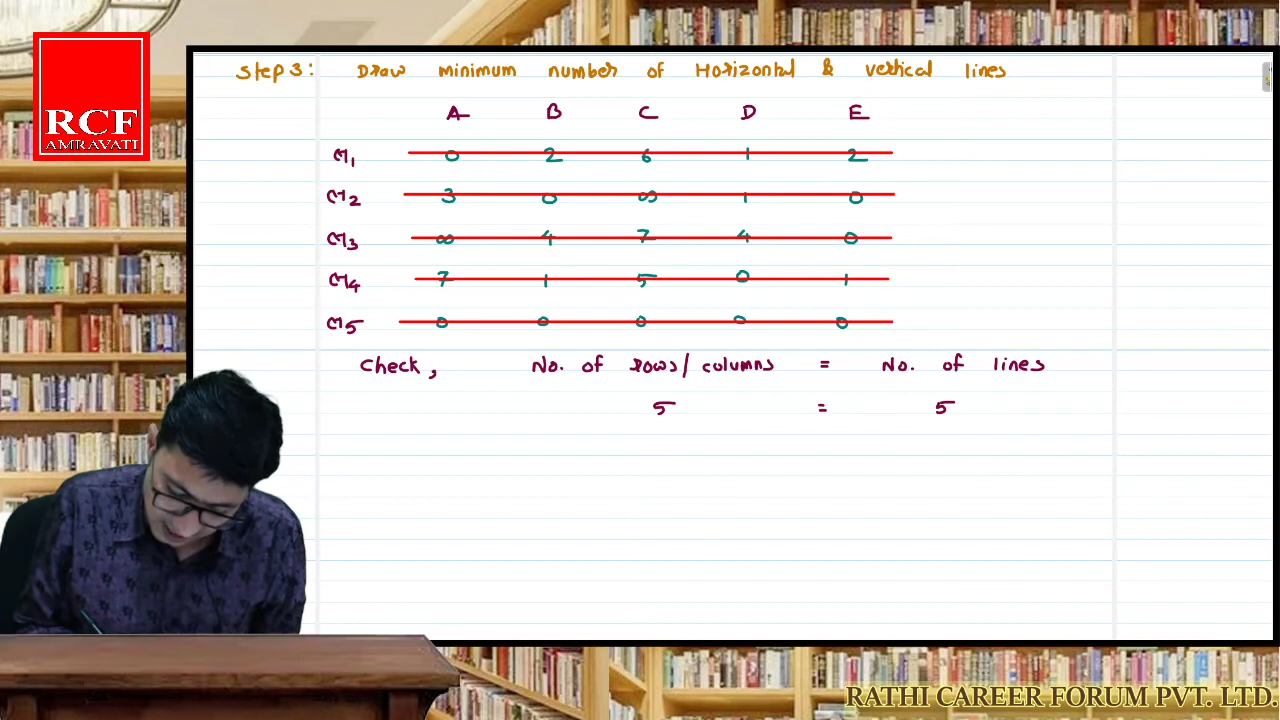 RCF
AMRAVATI
Step 3: Draw minimum number of Horizontal & vertical lines
A B C D E
M1 0 2 6 1 2
M2 3 0 ∞ 1 0
M3 ∞ 4 7 4 0
M4 7 1 5 0 1
M5 0 0 0 0 0
Check, No. of rows/columns = No. of lines
5 = 5
RATHI CAREER FORUM PVT. LTD.